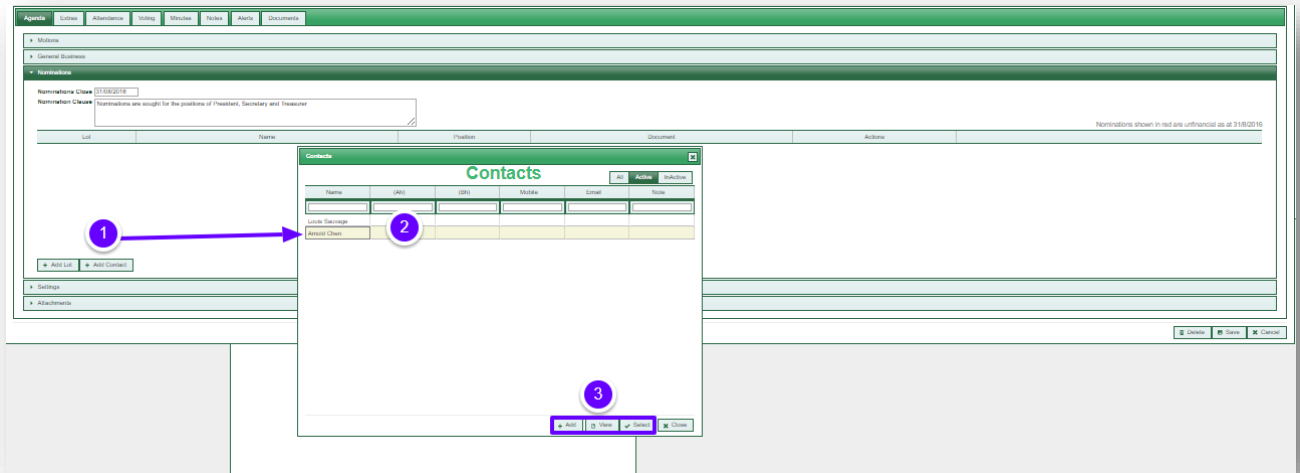 Agenda Extras Attendance Voting Minutes Notes Alerts Documents
Motions
General Business
Nominations
Nominations Close 31/08/2016
Nomination Clause Nominations are sought for the positions of President, Secretary and Treasurer
Nominations shown in red are unfinancial as at 31/8/2016
Lot Name Position Document Actions
Contacts
Contacts
All Active InActive
Name (Ah) (Bh) Mobile Email Note
Louis Sauvage
2
1
Arnold Chen
+ Add Lot + Add Contact
Settings
Attachments
Delete Save Cancel
3
+ Add View Select Close